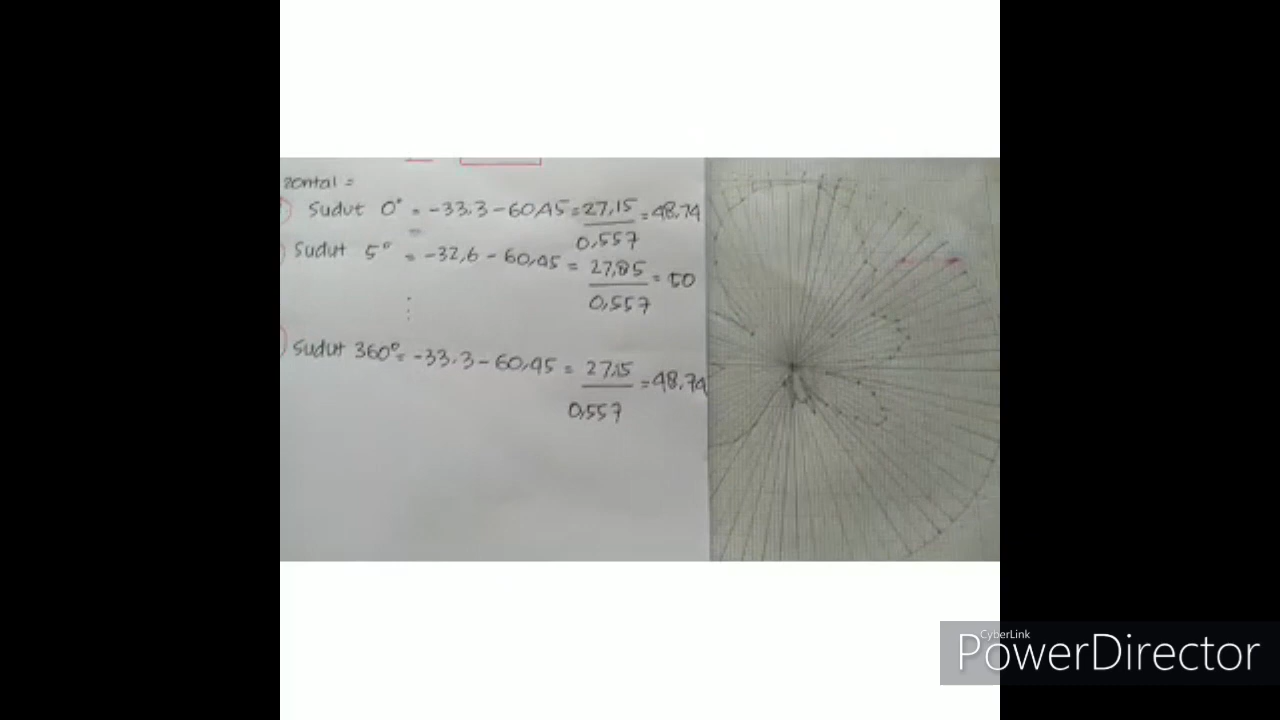 zontal =
Sudut 0° = -33.3 - 60,45 = 27,15 = 48,74
0,557
Sudut 5° = -32,6 - 60,45 = 27,85 = 50
0,557
Sudut 360° = -33.3 - 60,45 = 27,15 = 48,74
0,557
CyberLink
PowerDirector